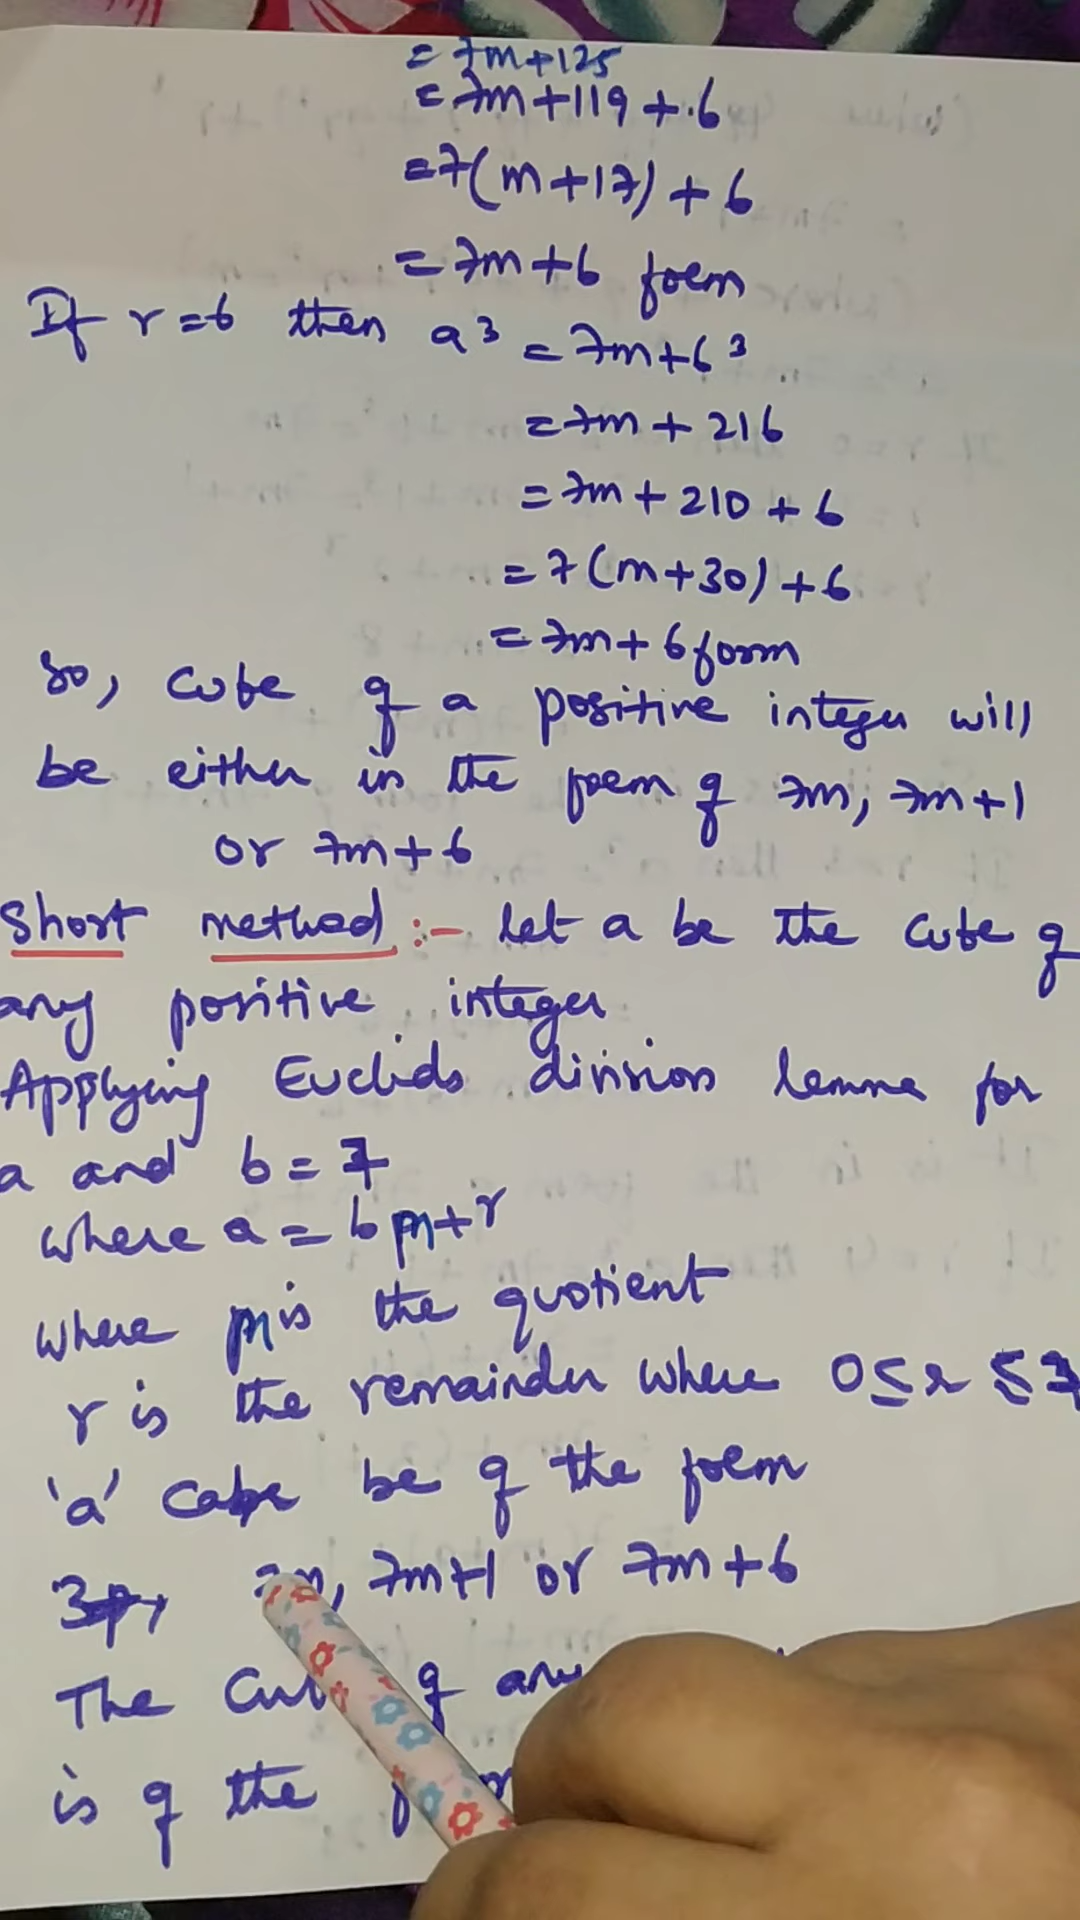 = 7m+125
= 7m+119+6
=7(m+17)+6
= 7m+6 form
If r=6 then a³ = 7m+6³
=7m+216
=7m+210+6
=7(m+30)+6
=7m+6 form
So, cube of a positive integer will
be either in the form of 7m, 7m+1
or 7m+6
Short method :- Let a be the cube of
any positive integer
Applying Euclids division lemma for
a and b=7
where a = bm+r
where m is the quotient
r is the remainder where 0≤r≤7
'a' be of the form
7m+1 or 7m+6
The of
is of the